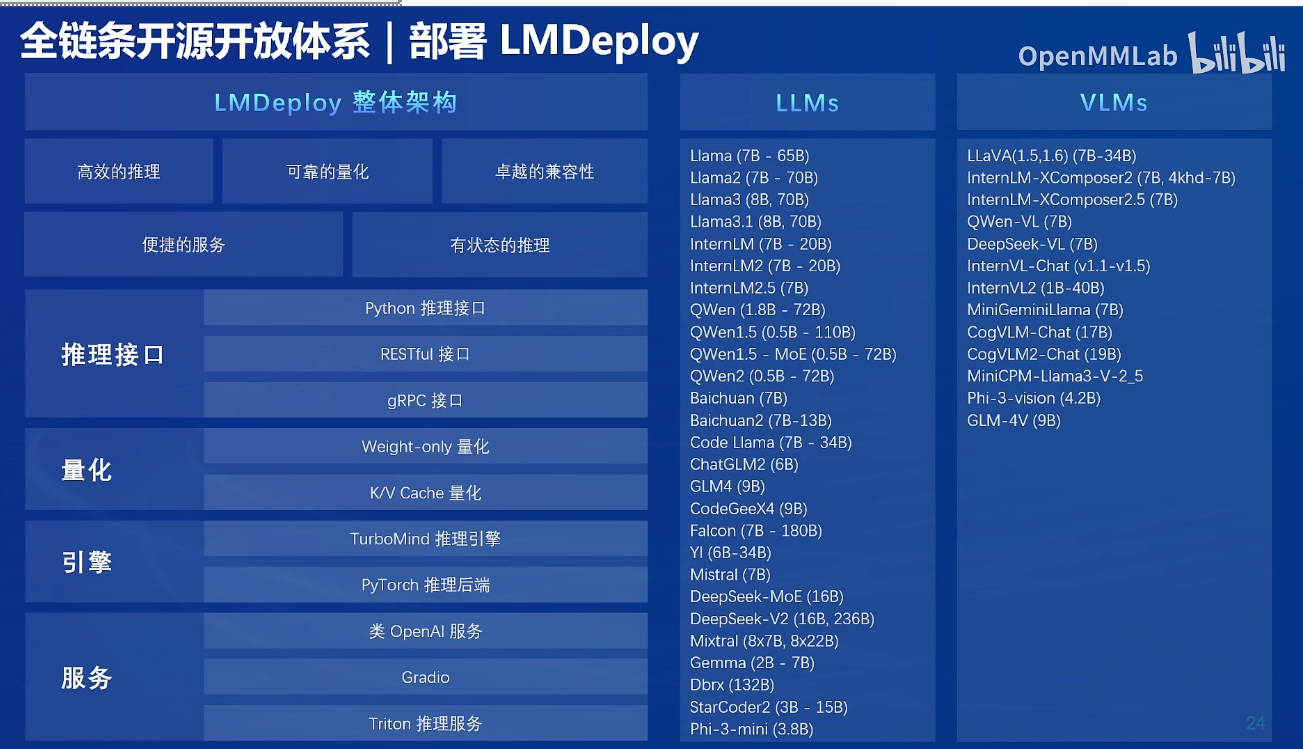 全链条开源开放体系 | 部署 LMDeploy
OpenMMLab bilibili
LMDeploy 整体架构
高效的推理
可靠的量化
卓越的兼容性
便捷的服务
有状态的推理
推理接口
Python 推理接口
RESTful 接口
gRPC 接口
量化
Weight-only 量化
K/V Cache 量化
引擎
TurboMind 推理引擎
PyTorch 推理后端
服务
类 OpenAI 服务
Gradio
Triton 推理服务
LLMs
Llama (7B - 65B)
Llama2 (7B - 70B)
Llama3 (8B, 70B)
Llama3.1 (8B, 70B)
InternLM (7B - 20B)
InternLM2 (7B - 20B)
InternLM2.5 (7B)
QWen (1.8B - 72B)
QWen1.5 (0.5B - 110B)
QWen1.5 - MoE (0.5B - 72B)
QWen2 (0.5B - 72B)
Baichuan (7B)
Baichuan2 (7B-13B)
Code Llama (7B - 34B)
ChatGLM2 (6B)
GLM4 (9B)
CodeGeeX4 (9B)
Falcon (7B - 180B)
YI (6B-34B)
Mistral (7B)
DeepSeek-MoE (16B)
DeepSeek-V2 (16B, 236B)
Mixtral (8x7B, 8x22B)
Gemma (2B - 7B)
Dbrx (132B)
StarCoder2 (3B - 15B)
Phi-3-mini (3.8B)
VLMs
LLaVA(1.5,1.6) (7B-34B)
InternLM-XComposer2 (7B, 4khd-7B)
InternLM-XComposer2.5 (7B)
QWen-VL (7B)
DeepSeek-VL (7B)
InternVL-Chat (v1.1-v1.5)
InternVL2 (1B-40B)
MiniGeminiLlama (7B)
CogVLM-Chat (17B)
CogVLM2-Chat (19B)
MiniCPM-Llama3-V-2_5
Phi-3-vision (4.2B)
GLM-4V (9B)
24